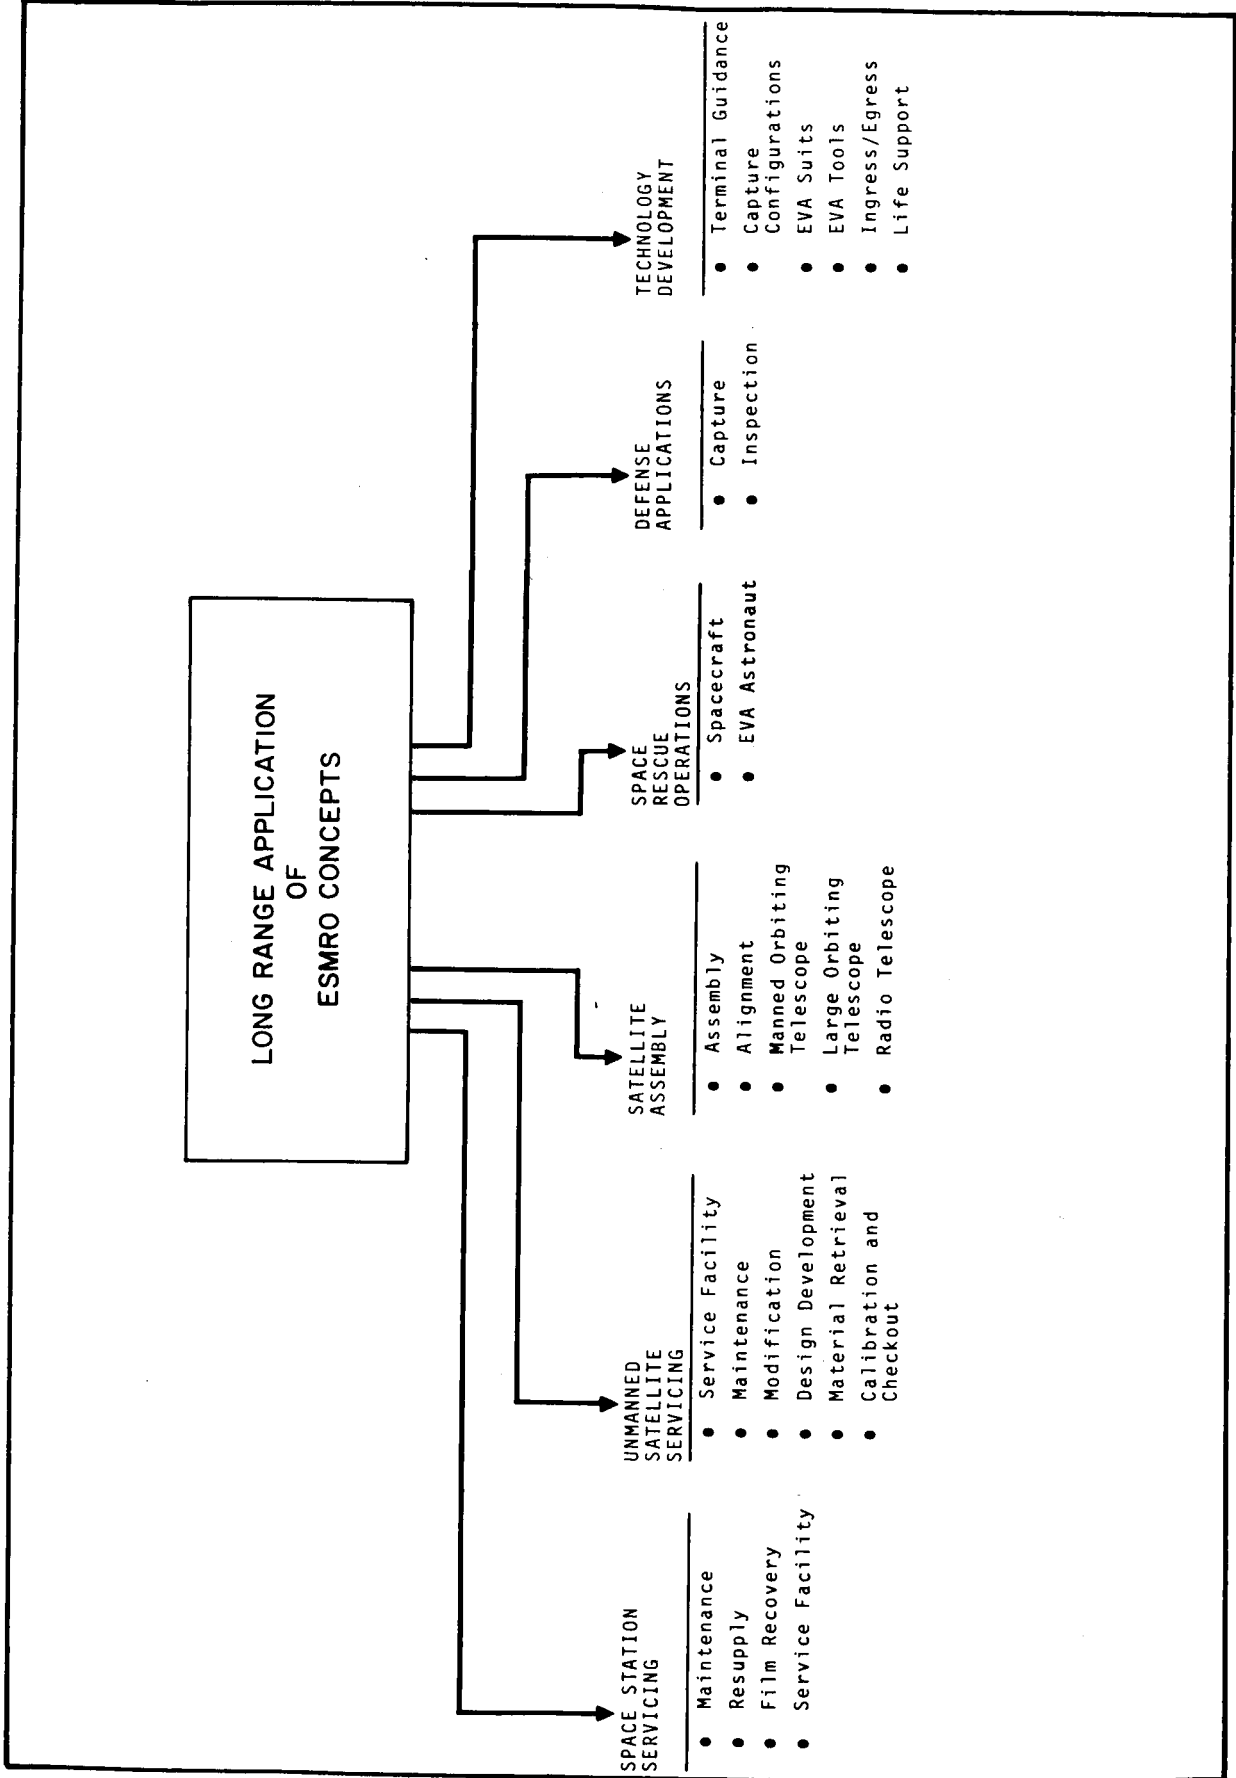 LONG RANGE APPLICATION
OF
ESMRO CONCEPTS
SPACE STATION
SERVICING
● Maintenance
● Resupply
● Film Recovery
● Service Facility
UNMANNED
SATELLITE
SERVICING
● Service Facility
● Maintenance
● Modification
● Design Development
● Material Retrieval
● Calibration and
Checkout
SATELLITE
ASSEMBLY
● Assembly
● Alignment
● Manned Orbiting
Telescope
● Large Orbiting
Telescope
● Radio Telescope
SPACE
RESCUE
OPERATIONS
● Spacecraft
● EVA Astronaut
DEFENSE
APPLICATIONS
● Capture
● Inspection
TECHNOLOGY
DEVELOPMENT
● Terminal Guidance
● Capture
Configurations
● EVA Suits
● EVA Tools
● Ingress/Egress
● Life Support